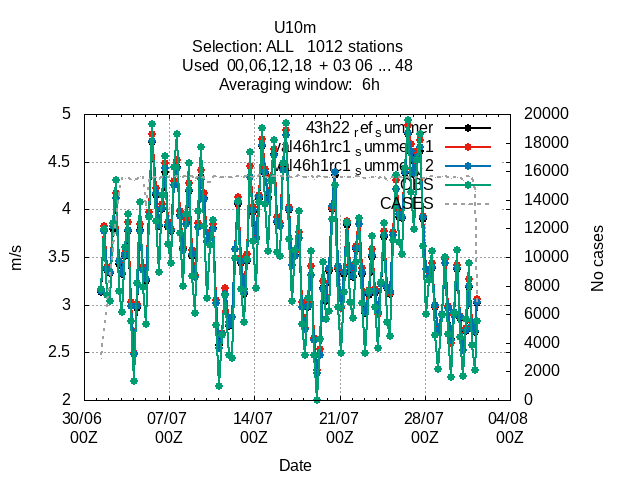 U10m
Selection: ALL 1012 stations
Used 00,06,12,18 + 03 06 ... 48
Averaging window: 6h
5 20000
43h22 ref summer
18000
4.5 16000
OBS
CASES
14000
4
12000
3.5 10000
8000
3
6000
4000
2.5
2000
2 0
m/s
No cases
30/06 07/07 14/07 21/07 28/07 04/08
00Z 00Z 00Z 00Z 00Z 00Z
Date